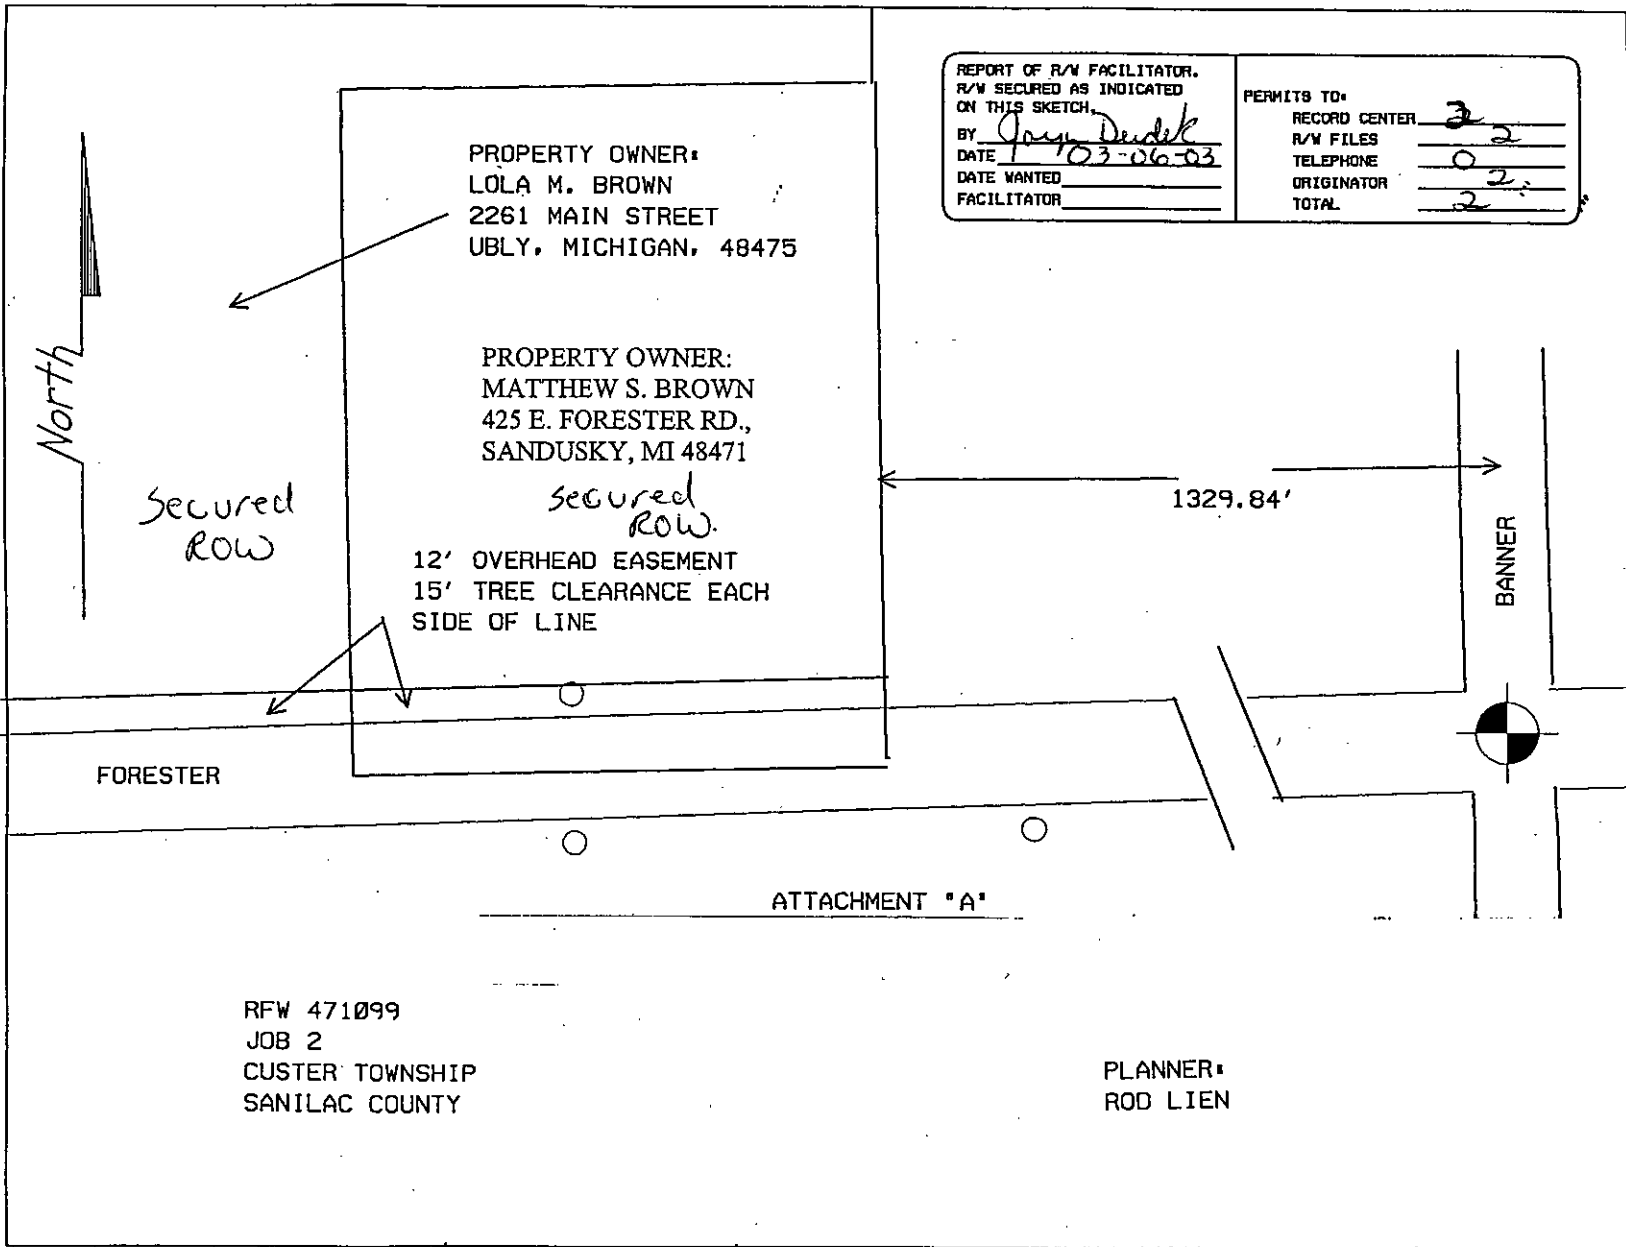 REPORT OF R/W FACILITATOR.
R/W SECURED AS INDICATED
ON THIS SKETCH.
BY
DATE 03-06-03
DATE WANTED
FACILITATOR
PERMITS TO:
RECORD CENTER
R/W FILES 2
TELEPHONE 0
ORIGINATOR 2
TOTAL 2
PROPERTY OWNER:
LOLA M. BROWN
2261 MAIN STREET
UBLY, MICHIGAN, 48475
North
PROPERTY OWNER:
MATTHEW S. BROWN
425 E. FORESTER RD.,
SANDUSKY, MI 48471
Secured
ROW
Secured
ROW.
1329.84'
BANNER
12' OVERHEAD EASEMENT
15' TREE CLEARANCE EACH
SIDE OF LINE
FORESTER
ATTACHMENT "A"
RFW 471099
JOB 2
CUSTER TOWNSHIP
SANILAC COUNTY
PLANNER:
ROD LIEN